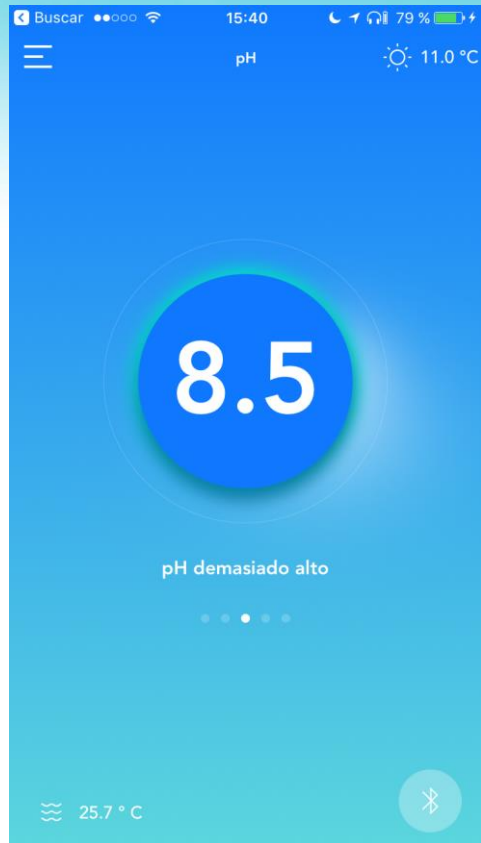 Buscar 15:40 79 %
pH 11.0 °C
8.5
pH demasiado alto
25.7 ° C